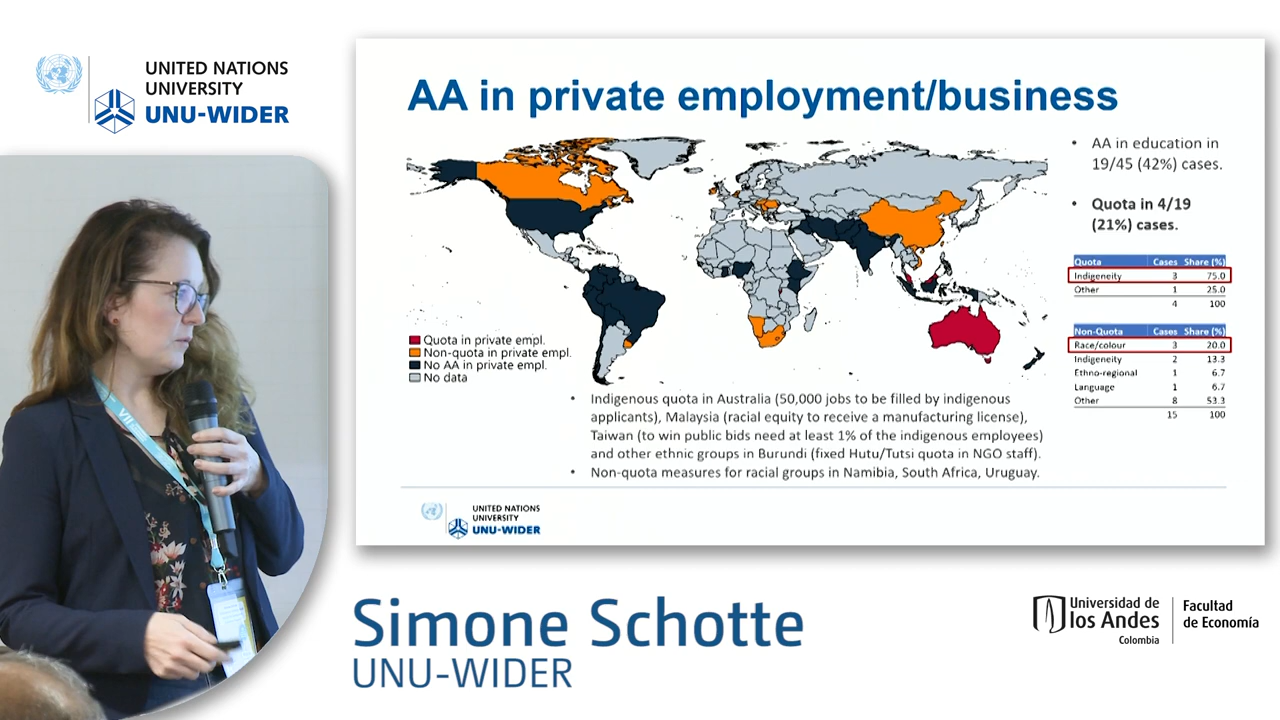 UNITED NATIONS
UNIVERSITY
UNU-WIDER
AA in private employment/business
• AA in education in
19/45 (42%) cases.
• Quota in 4/19
(21%) cases.
Quota Cases Share (%)
Indigeneity 3 75.0
Other 1 25.0
4 100
Non-Quota Cases Share (%)
Race/colour 3 20.0
Indigeneity 2 13.3
Ethno-regional 1 6.7
Language 1 6.7
Other 8 53.3
15 100
Quota in private empl.
Non-quota in private empl.
No AA in private empl.
No data
• Indigenous quota in Australia (50,000 jobs to be filled by indigenous
applicants), Malaysia (racial equity to receive a manufacturing license),
Taiwan (to win public bids need at least 1% of the indigenous employees)
and other ethnic groups in Burundi (fixed Hutu/Tutsi quota in NGO staff).
• Non-quota measures for racial groups in Namibia, South Africa, Uruguay.
UNITED NATIONS
UNIVERSITY
UNU-WIDER
Simone Schotte
UNU-WIDER
Universidad de
los Andes
Colombia
Facultad
de Economía